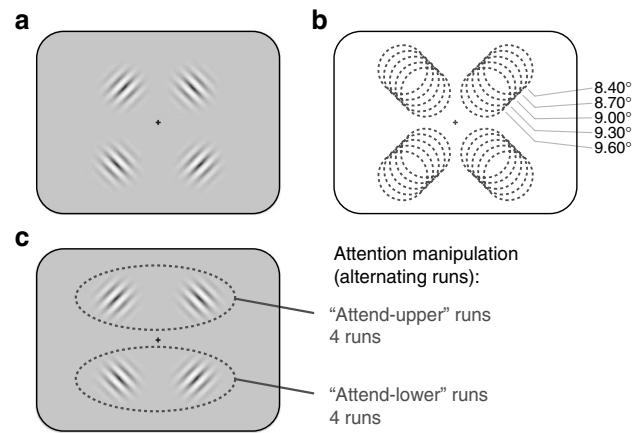 a
b
8.40°
8.70°
9.00°
9.30°
9.60°
c
Attention manipulation
(alternating runs):
“Attend-upper” runs
4 runs
“Attend-lower” runs
4 runs